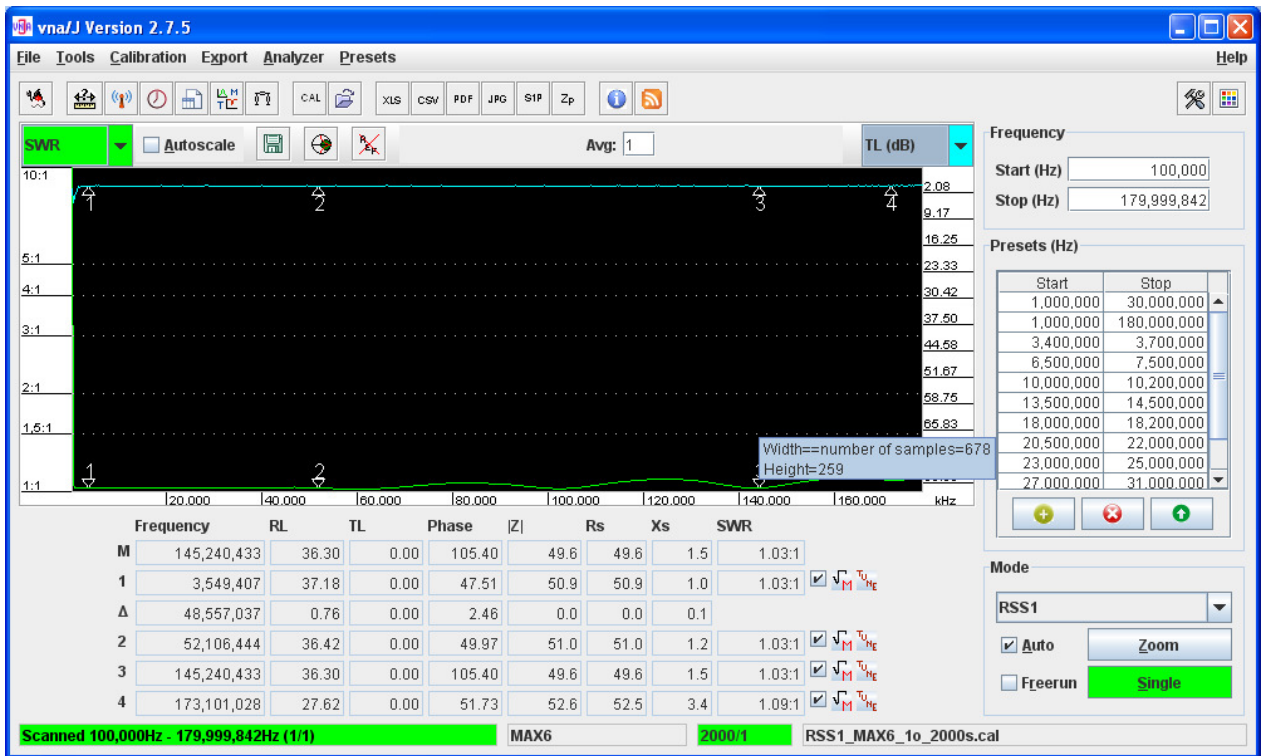 vna/J Version 2.7.5
File Tools Calibration Export Analyzer Presets Help
CAL XLS CSV PDF JPG S1P Zp
SWR Autoscale Avg: 1 TL (dB)
10:1
5:1
4:1
3:1
2:1
1,5:1
1:1
1 2 3 4
1 2
2.08
9.17
16.25
23.33
30.42
37.50
44.58
51.67
58.75
65.83
Width==number of samples=678
Height=259
20.000 40.000 60.000 80.000 100.000 120.000 140.000 160.000 kHz
Frequency RL TL Phase |Z| Rs Xs SWR
M 145,240,433 36.30 0.00 105.40 49.6 49.6 1.5 1.03:1
1 3,549,407 37.18 0.00 47.51 50.9 50.9 1.0 1.03:1 M TUNE
Δ 48,557,037 0.76 0.00 2.46 0.0 0.0 0.1
2 52,106,444 36.42 0.00 49.97 51.0 51.0 1.2 1.03:1 M TUNE
3 145,240,433 36.30 0.00 105.40 49.6 49.6 1.5 1.03:1 M TUNE
4 173,101,028 27.62 0.00 51.73 52.6 52.5 3.4 1.09:1 M TUNE
Frequency
Start (Hz) 100,000
Stop (Hz) 179,999,842
Presets (Hz)
Start Stop
1,000,000 30,000,000
1,000,000 180,000,000
3,400,000 3,700,000
6,500,000 7,500,000
10,000,000 10,200,000
13,500,000 14,500,000
18,000,000 18,200,000
20,500,000 22,000,000
23,000,000 25,000,000
27,000,000 31,000,000
Mode
RSS1
Auto Zoom
Freerun Single
Scanned 100,000Hz - 179,999,842Hz (1/1) MAX6 2000/1 RSS1_MAX6_1o_2000s.cal